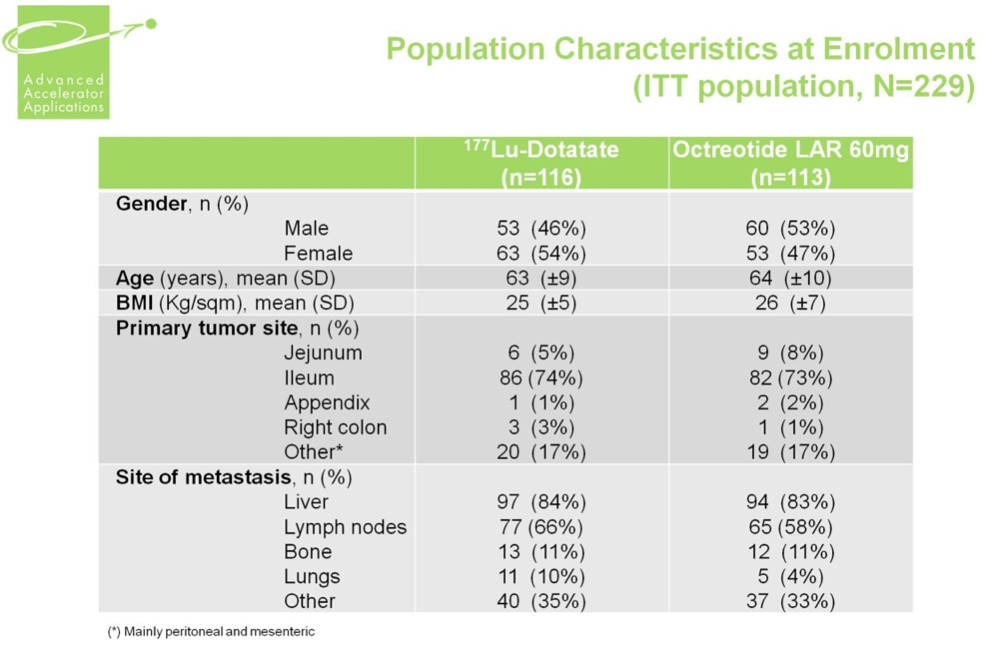 Advanced
Accelerator
Applications
Population Characteristics at Enrolment
(ITT population, N=229)
177Lu-Dotatate Octreotide LAR 60mg
(n=116) (n=113)
Gender, n (%)
Male 53 (46%) 60 (53%)
Female 63 (54%) 53 (47%)
Age (years), mean (SD) 63 (±9) 64 (±10)
BMI (Kg/sqm), mean (SD) 25 (±5) 26 (±7)
Primary tumor site, n (%)
Jejunum 6 (5%) 9 (8%)
Ileum 86 (74%) 82 (73%)
Appendix 1 (1%) 2 (2%)
Right colon 3 (3%) 1 (1%)
Other* 20 (17%) 19 (17%)
Site of metastasis, n (%)
Liver 97 (84%) 94 (83%)
Lymph nodes 77 (66%) 65 (58%)
Bone 13 (11%) 12 (11%)
Lungs 11 (10%) 5 (4%)
Other 40 (35%) 37 (33%)
(*) Mainly peritoneal and mesenteric